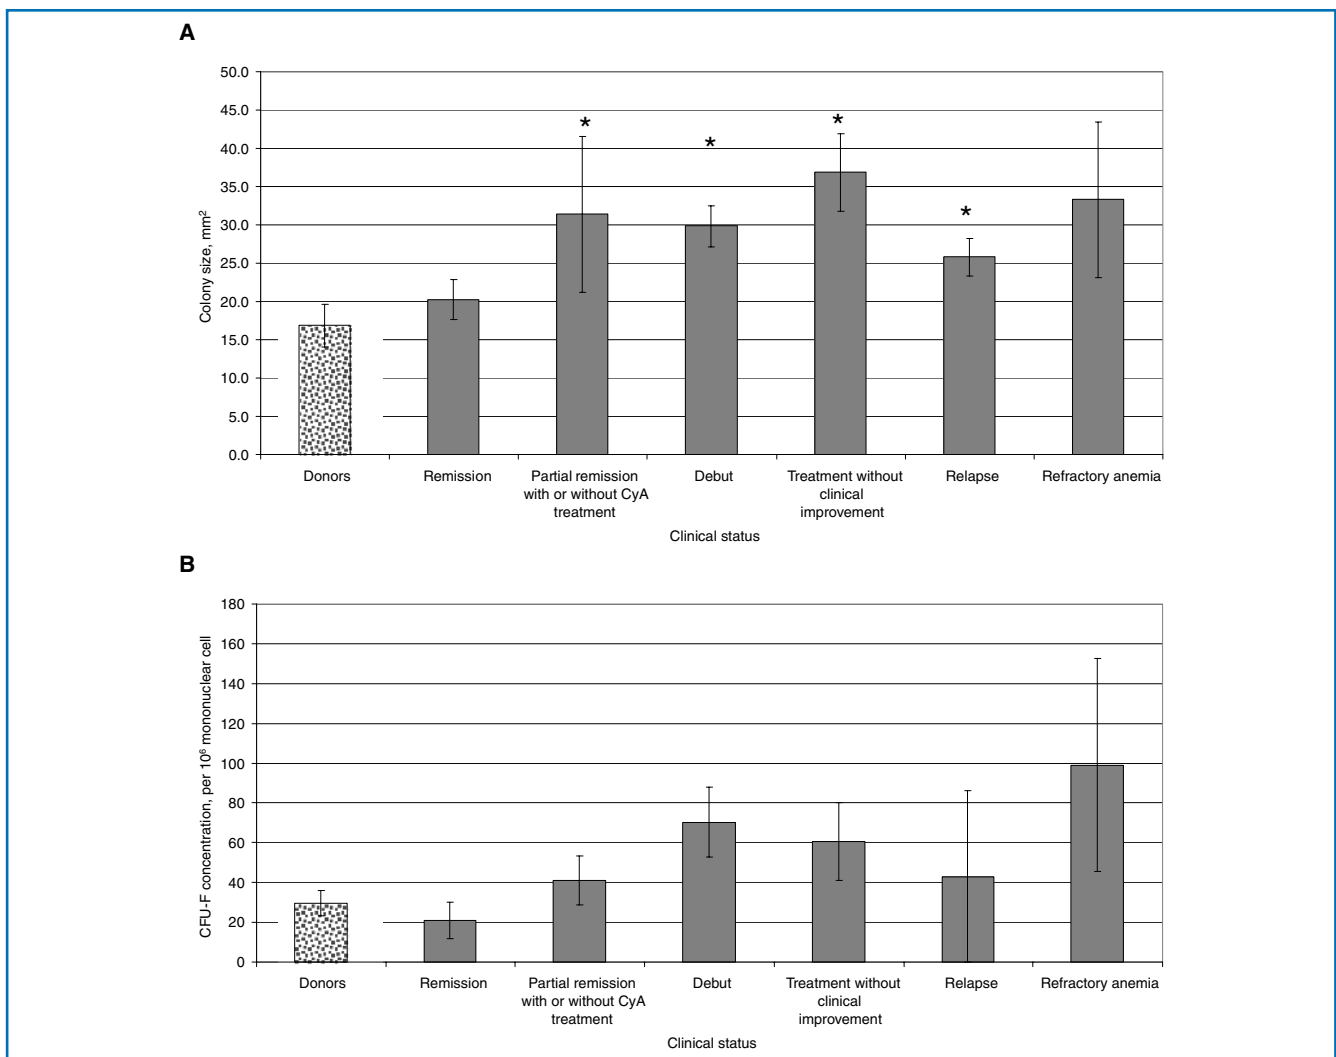 A
50.0
45.0
40.0
35.0
30.0
25.0
20.0
15.0
10.0
5.0
0.0
Colony size, mm²
*
*
*
*
Donors
Remission
Partial remission
with or without CyA
treatment
Debut
Treatment without
clinical
improvement
Relapse
Refractory anemia
Clinical status
B
180
160
140
120
100
80
60
40
20
0
CFU-F concentration, per 10⁶ mononuclear cell
Donors
Remission
Partial remission
with or without CyA
treatment
Debut
Treatment without
clinical
improvement
Relapse
Refractory anemia
Clinical status